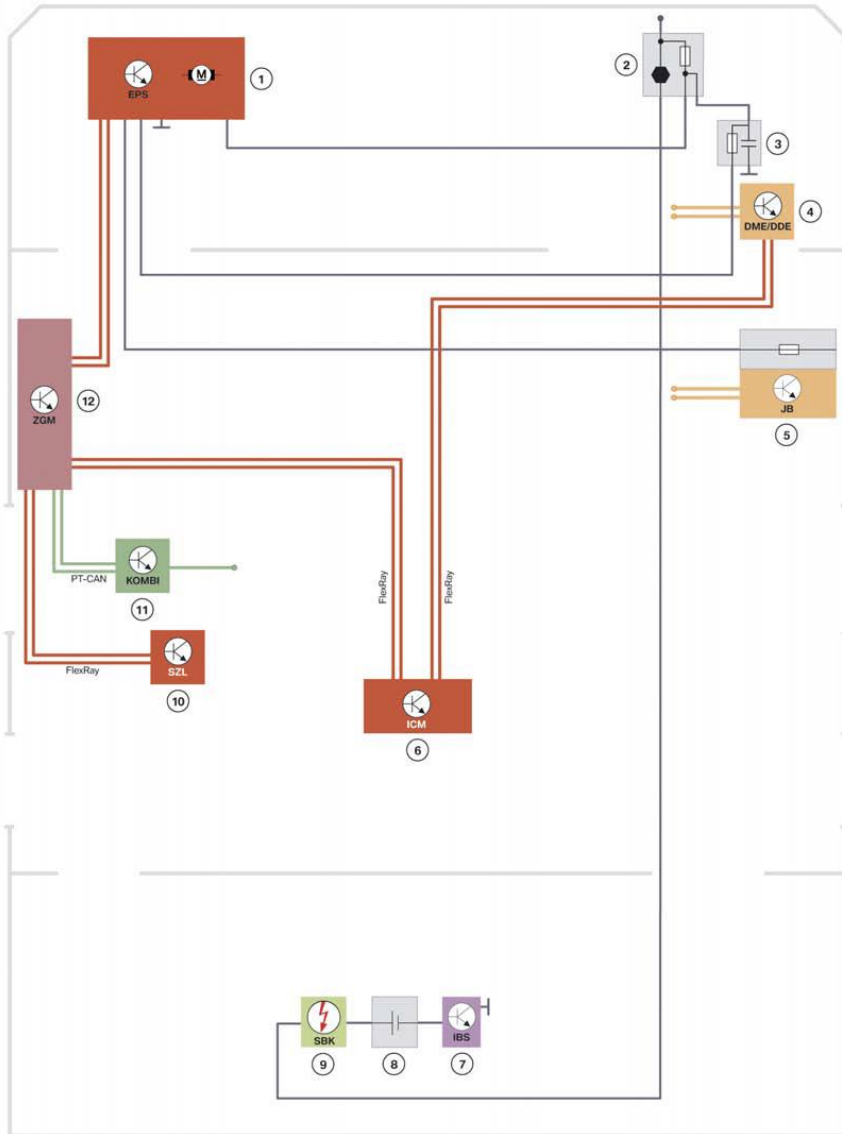 M
EPS
1
2
3
DME/DDE
4
ZGM
12
JB
5
PT-CAN
KOMBI
11
FlexRay
FlexRay
FlexRay
SZL
10
ICM
6
SBK
IBS
9
8
7